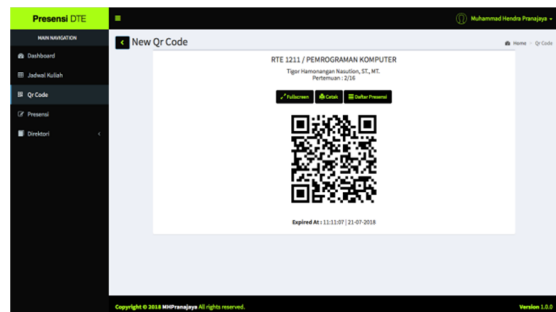 Presensi DTE
Muhammad Hendra Pranajaya
MAIN NAVIGATION
Dashboard
Jadwal Kuliah
Qr Code
Presensi
Direktori
New Qr Code
Home > Qr Code
RTE 1211 / PEMROGRAMAN KOMPUTER
Tigor Hamonangan Nasution, ST., MT.
Pertemuan : 2/16
Fullscreen
Cetak
Daftar Presensi
Expired At : 11:11:07 | 21-07-2018
Copyright © 2018 MHPranajaya All rights reserved.
Version 1.0.0